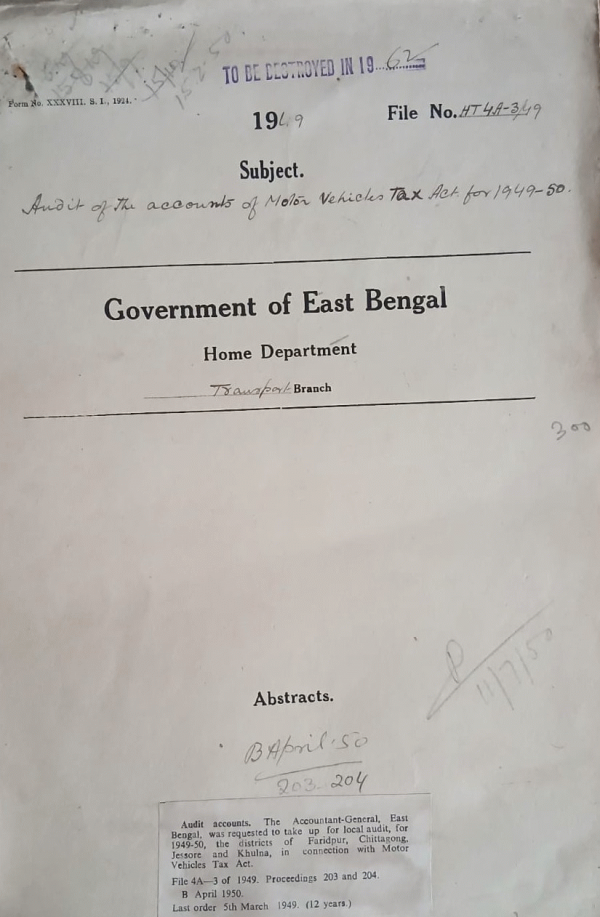 TO BE DESTROYED IN 19 62
Form No. XXXVIII. S. I., 1924.
1949 File No. HT4A-3/49
Subject.
Audit of the accounts of Motor Vehicles Tax Act for 1949-50.
Government of East Bengal
Home Department
Transport Branch
300
11/7/50
Abstracts.
B April-50
203-204
Audit accounts. The Accountant-General, East
Bengal, was requested to take up for local audit, for
1949-50, the districts of Faridpur, Chittagong,
Jessore and Khulna, in connection with Motor
Vehicles Tax Act.
File 4A—3 of 1949. Proceedings 203 and 204.
B April 1950.
Last order 5th March 1949. (12 years.)